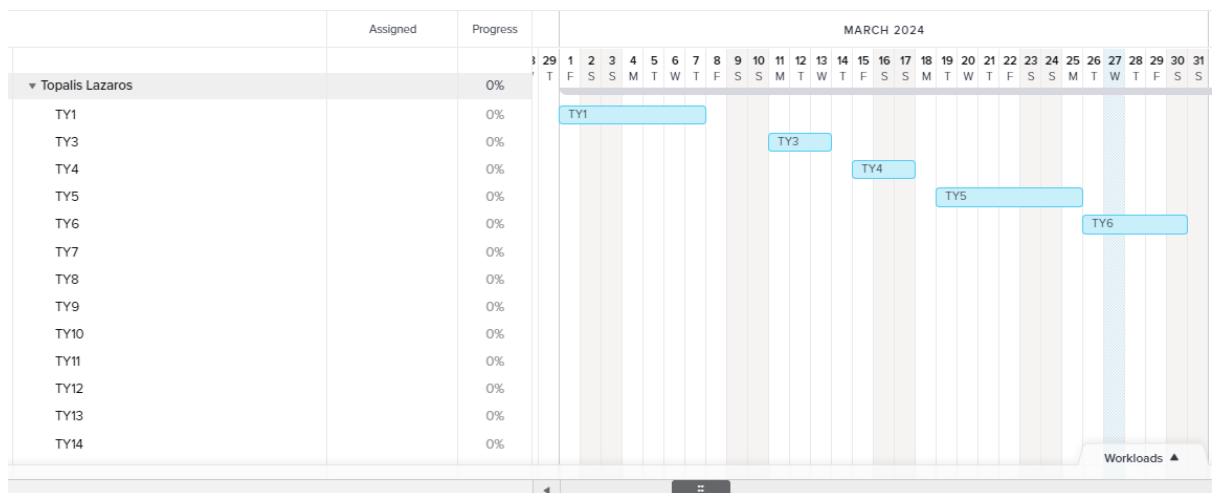 Assigned Progress MARCH 2024
29 1 2 3 4 5 6 7 8 9 10 11 12 13 14 15 16 17 18 19 20 21 22 23 24 25 26 27 28 29 30 31
T F S S M T W T F S S M T W T F S S M T W T F S S M T W T F S S
▾ Topalis Lazaros 0%
TY1 0% TY1
TY3 0% TY3
TY4 0% TY4
TY5 0% TY5
TY6 0% TY6
TY7 0%
TY8 0%
TY9 0%
TY10 0%
TY11 0%
TY12 0%
TY13 0%
TY14 0%
Workloads ▲